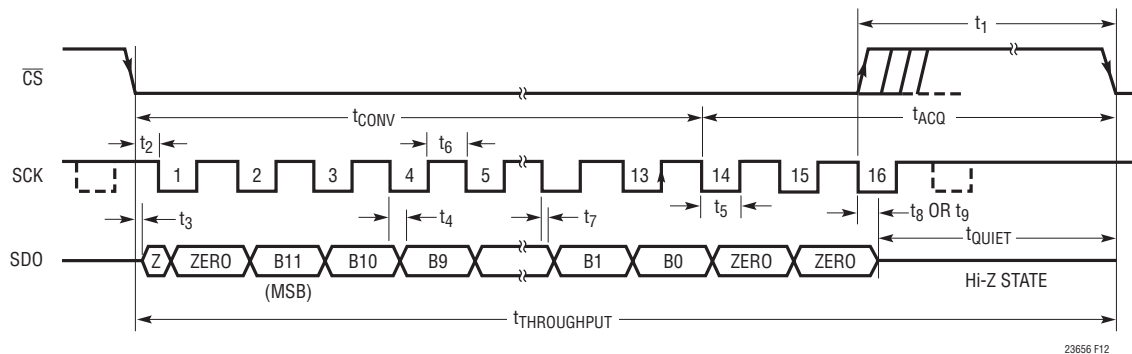 t1
CS
tCONV
tACQ
t2
t6
SCK
1 2 3 4 5 13 14 15 16
t3
t4
t7
t5
t8 OR t9
tQUIET
SDO
Z ZERO B11 B10 B9 B1 B0 ZERO ZERO
(MSB)
Hi-Z STATE
tTHROUGHPUT
23656 F12